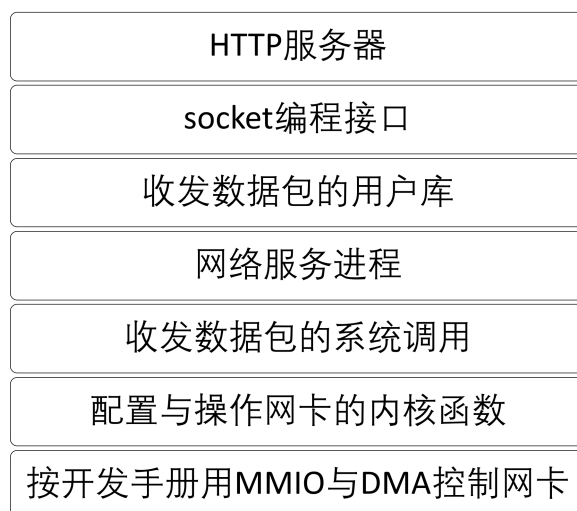 HTTP服务器
socket编程接口
收发数据包的用户库
网络服务进程
收发数据包的系统调用
配置与操作网卡的内核函数
按开发手册用MMIO与DMA控制网卡